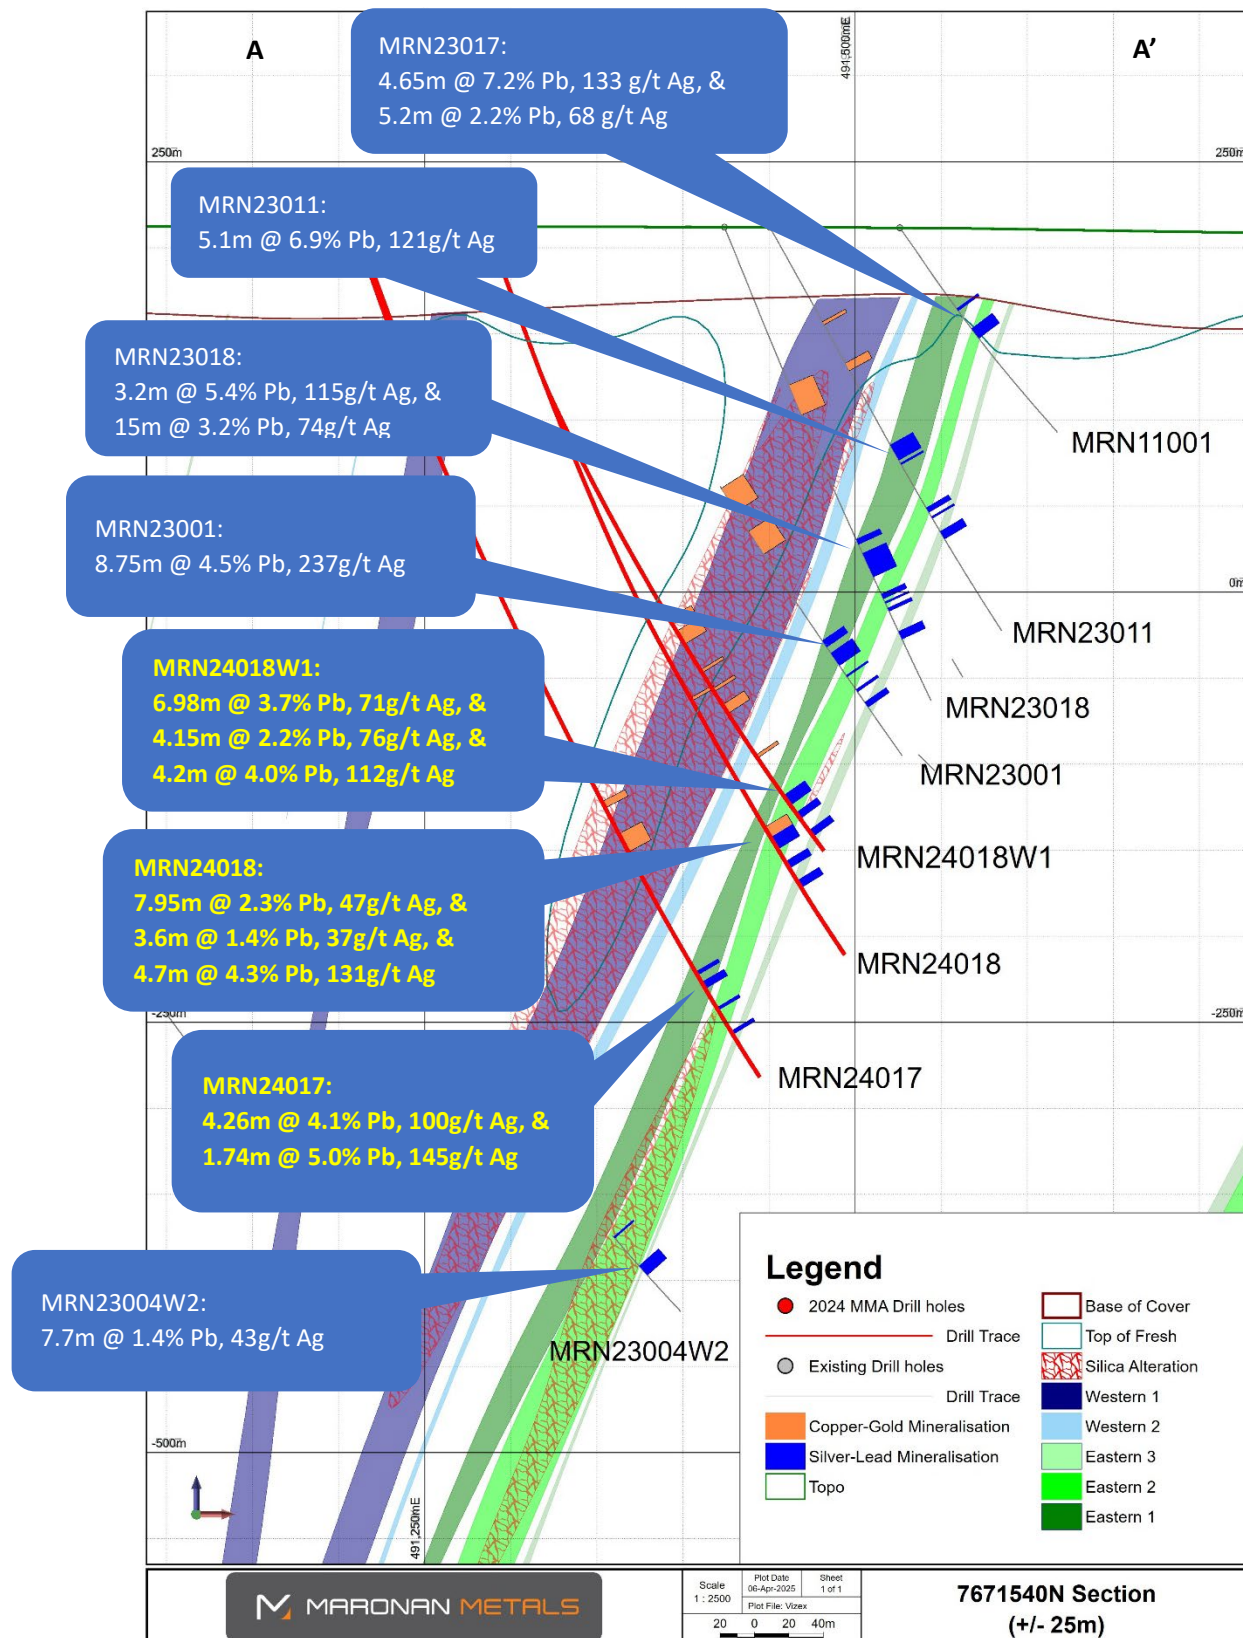 A
A’
491,500mE
MRN23017:
4.65m @ 7.2% Pb, 133 g/t Ag, &
5.2m @ 2.2% Pb, 68 g/t Ag
250m
250m
MRN23011:
5.1m @ 6.9% Pb, 121g/t Ag
MRN23018:
3.2m @ 5.4% Pb, 115g/t Ag, &
15m @ 3.2% Pb, 74g/t Ag
MRN11001
MRN23001:
8.75m @ 4.5% Pb, 237g/t Ag
0m
MRN23011
MRN23018
MRN24018W1:
6.98m @ 3.7% Pb, 71g/t Ag, &
4.15m @ 2.2% Pb, 76g/t Ag, &
4.2m @ 4.0% Pb, 112g/t Ag
MRN23001
MRN24018W1
MRN24018:
7.95m @ 2.3% Pb, 47g/t Ag, &
3.6m @ 1.4% Pb, 37g/t Ag, &
4.7m @ 4.3% Pb, 131g/t Ag
MRN24018
-250m
-250m
MRN24017
MRN24017:
4.26m @ 4.1% Pb, 100g/t Ag, &
1.74m @ 5.0% Pb, 145g/t Ag
MRN23004W2:
7.7m @ 1.4% Pb, 43g/t Ag
MRN23004W2
-500m
491,250mE
Legend
2024 MMA Drill holes
Drill Trace
Existing Drill holes
Drill Trace
Copper-Gold Mineralisation
Silver-Lead Mineralisation
Topo
Base of Cover
Top of Fresh
Silica Alteration
Western 1
Western 2
Eastern 3
Eastern 2
Eastern 1
MARONAN METALS
Scale
1 : 2500
Plot Date
06-Apr-2025
Sheet
1 of 1
Plot File: Vizex
20 0 20 40m
7671540N Section
(+/- 25m)